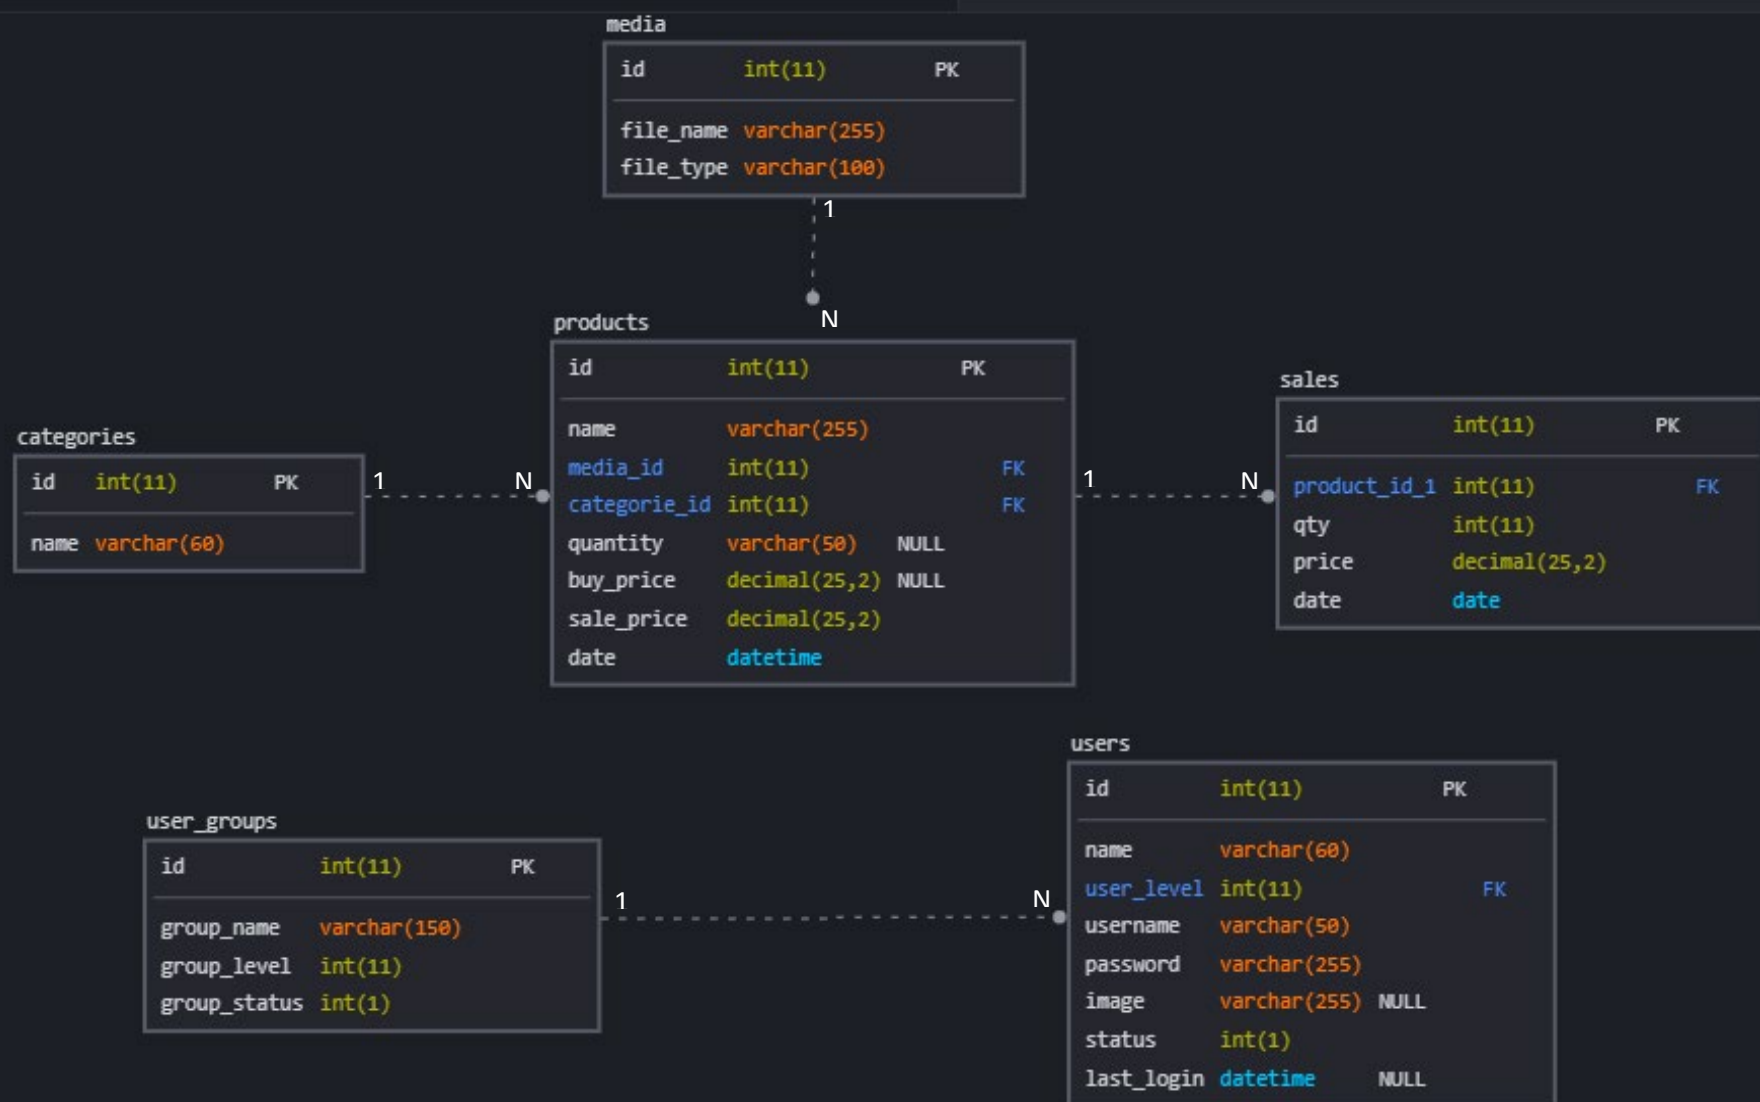 media
id int(11) PK
file_name varchar(255)
file_type varchar(100)
1
N
products
id int(11) PK
name varchar(255)
media_id int(11) FK
categorie_id int(11) FK
quantity varchar(50) NULL
buy_price decimal(25,2) NULL
sale_price decimal(25,2)
date datetime
categories
id int(11) PK
name varchar(60)
1 N
1 N
sales
id int(11) PK
product_id_1 int(11) FK
qty int(11)
price decimal(25,2)
date date
user_groups
id int(11) PK
group_name varchar(150)
group_level int(11)
group_status int(1)
1 N
users
id int(11) PK
name varchar(60)
user_level int(11) FK
username varchar(50)
password varchar(255)
image varchar(255) NULL
status int(1)
last_login datetime NULL